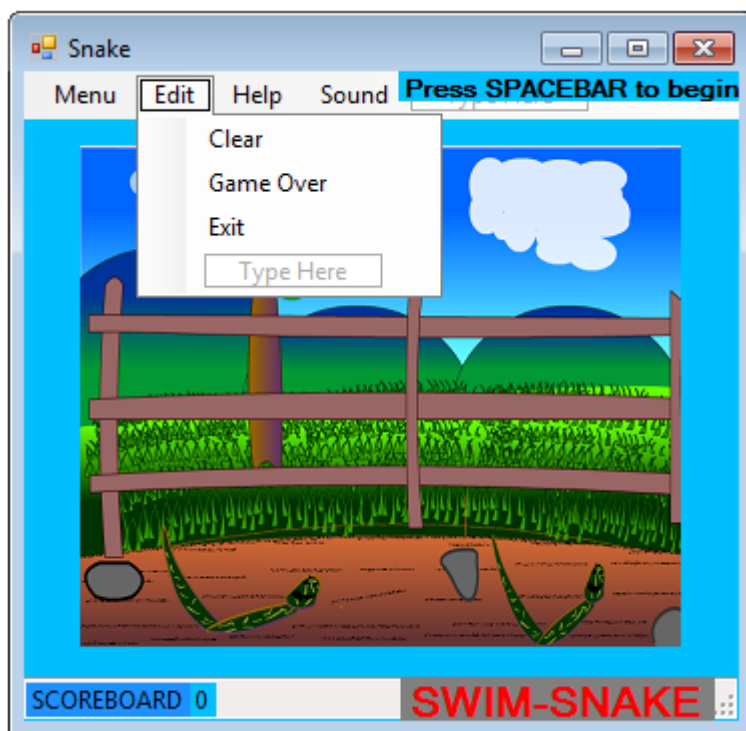 Snake
Menu Edit Help Sound Press SPACEBAR to begin
Clear
Game Over
Exit
Type Here
SCOREBOARD 0 SWIM-SNAKE